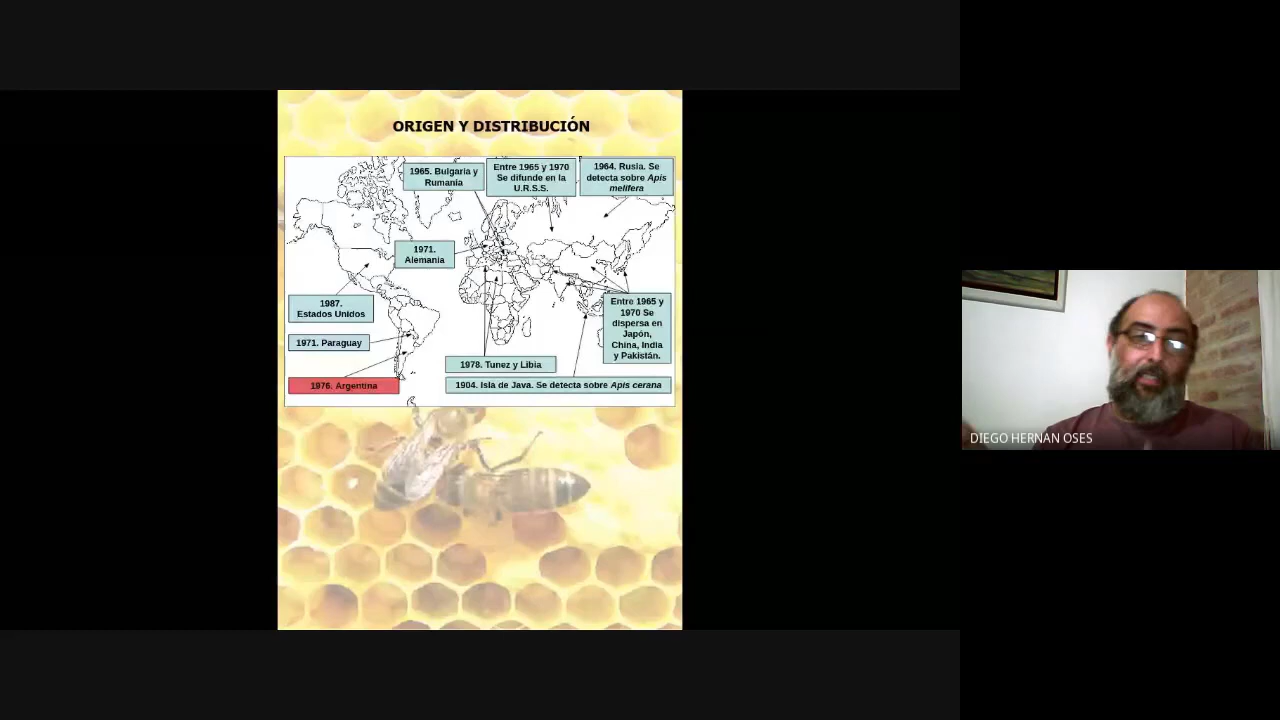 ORIGEN Y DISTRIBUCIÓN
1965. Bulgaria y
Rumania
Entre 1965 y 1970
Se difunde en la
U.R.S.S.
1964. Rusia. Se
detecta sobre Apis
melifera
1971.
Alemania
1987.
Estados Unidos
1971. Paraguay
1976. Argentina
1978. Tunez y Libia
1904. Isla de Java. Se detecta sobre Apis cerana
Entre 1965 y
1970 Se
dispersa en
Japón,
China, India
y Pakistán.
DIEGO HERNAN OSES